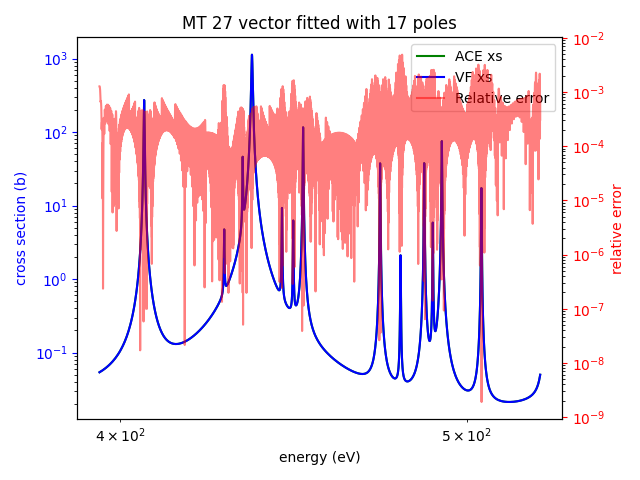 MT 27 vector fitted with 17 poles
ACE xs
VF xs
Relative error
cross section (b)
10³
10²
10¹
10⁰
10⁻¹
10⁻²
10⁻³
10⁻⁴
10⁻⁵
10⁻⁶
10⁻⁷
10⁻⁸
10⁻⁹
relative error
4 × 10²
5 × 10²
energy (eV)